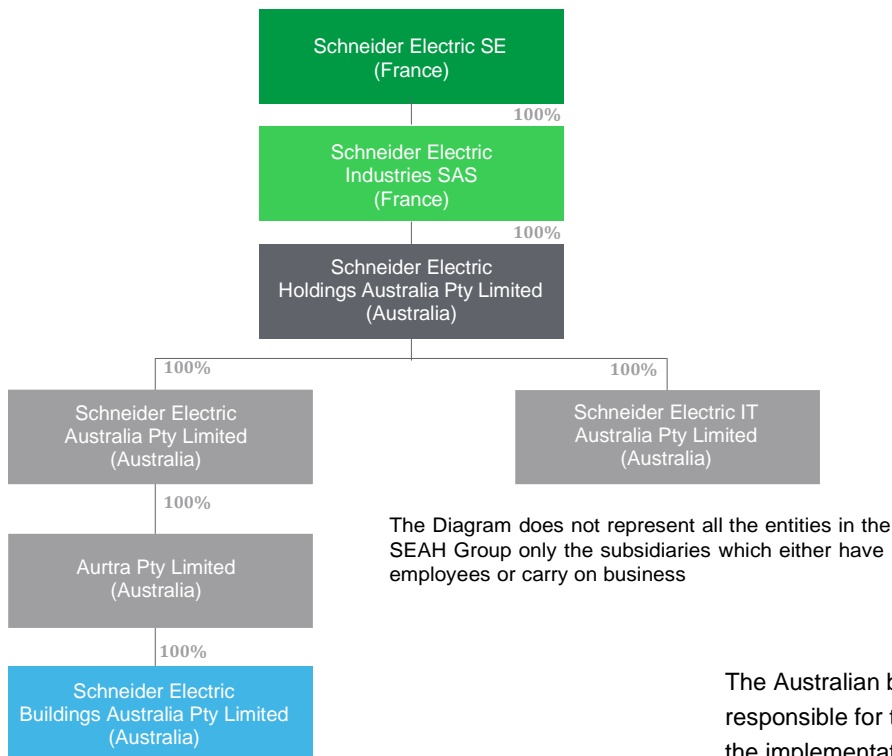 Schneider Electric SE
(France)
100%
Schneider Electric
Industries SAS
(France)
100%
Schneider Electric
Holdings Australia Pty Limited
(Australia)
100%
100%
Schneider Electric
Australia Pty Limited
(Australia)
Schneider Electric IT
Australia Pty Limited
(Australia)
100%
The Diagram does not represent all the entities in the
SEAH Group only the subsidiaries which either have
employees or carry on business
Aurtra Pty Limited
(Australia)
100%
Schneider Electric
Buildings Australia Pty Limited
(Australia)
The Australian
responsible for